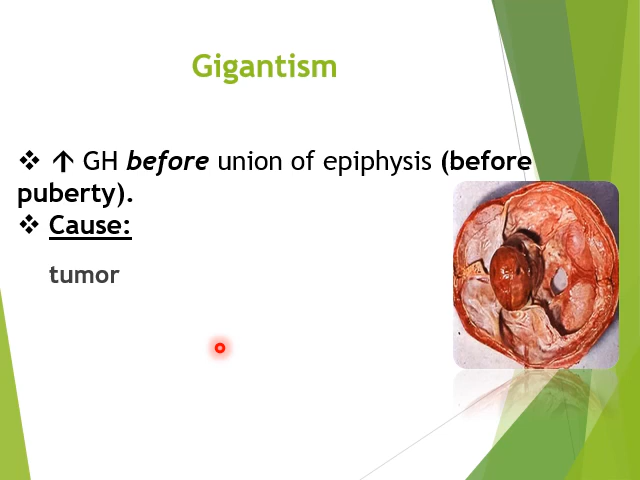 Gigantism
❖ ↑ GH before union of epiphysis (before
puberty).
❖ Cause:
tumor